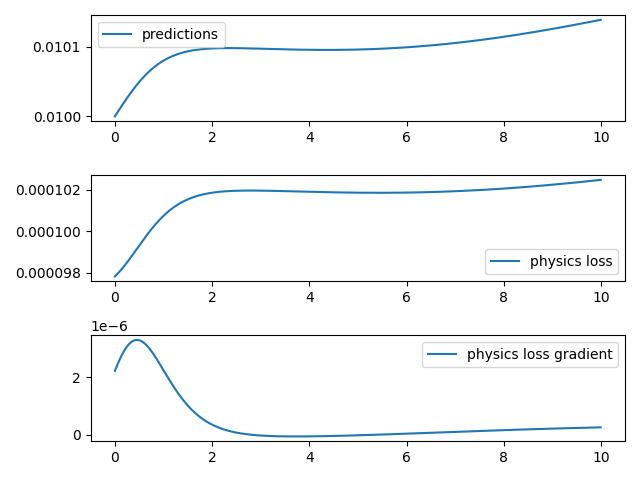 predictions
0.0101
0.0100
0 2 4 6 8 10
0.000102
0.000100
0.000098
physics loss
0 2 4 6 8 10
1e−6
physics loss gradient
2
0
0 2 4 6 8 10